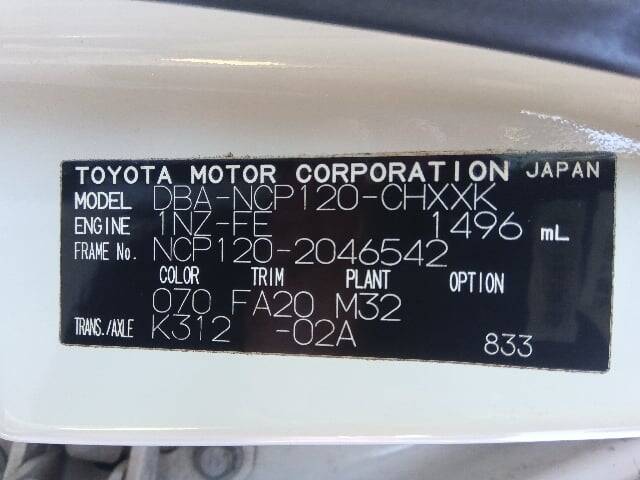 TOYOTA MOTOR CORPORATION JAPAN
MODEL DBA-NCP120-CHXXK
ENGINE 1NZ-FE 1496 mL
FRAME No. NCP120-2046542
COLOR TRIM PLANT OPTION
070 FA20 M32
TRANS./AXLE K312 -02A
833